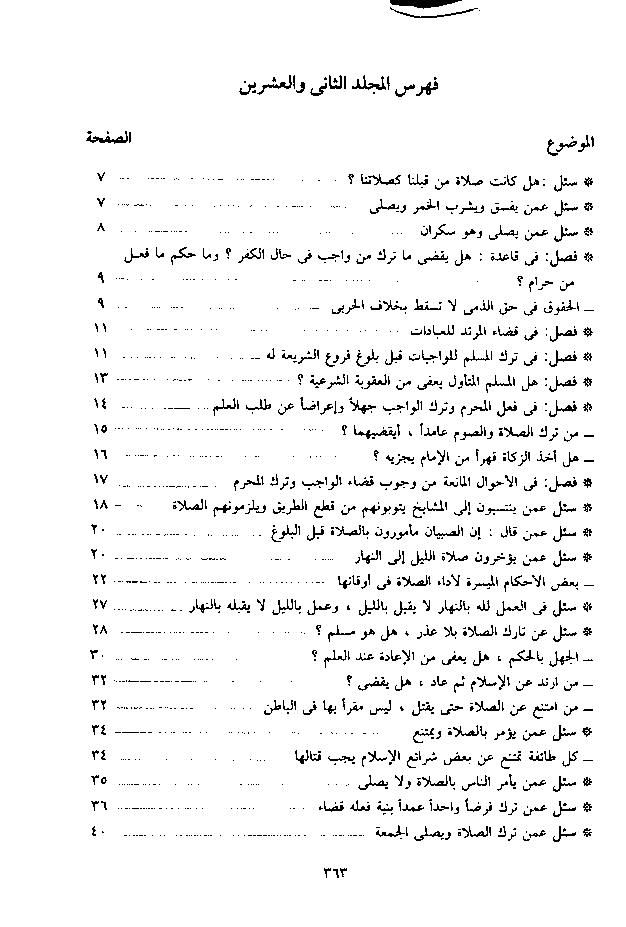 فهرس المجلد الثانى والعشرين
الموضوع الصفحة
* سئل : هل كانت صلاة من قبلنا كصلاتنا ؟ ٧
* سئل عمن يفسق ويشرب الخمر ويصلى ٧
* سئل عمن يصلى وهو سكران ٨
* فصل: فى قاعدة : هل يقضى ما ترك من واجب فى حال الكفر ؟ وما حكم ما فعل
من حرام ؟ ٩
ـ الحقوق فى حق الذمى لا تسقط بخلاف الحربى ٩
* فصل: فى قضاء المرتد للعبادات ١١
* فصل: فى ترك المسلم للواجبات قبل بلوغ فروع الشريعة له ١١
* فصل: هل المسلم المتأول يعفى من العقوبة الشرعية ؟ ١٣
* فصل: فى فعل المحرم وترك الواجب جهلاً وإعراضاً عن طلب العلم ١٤
ـ من ترك الصلاة والصوم عامداً ، أيقضيهما ؟ ١٥
ـ هل أخذ الزكاة قهراً من الإمام يجزيه ؟ ١٦
* فصل: فى الأحوال المانعة من وجوب قضاء الواجب وترك المحرم ١٧
* سئل عمن ينتسبون إلى المشايخ يتوبونهم من قطع الطريق ويلزمونهم الصلاة ١٨
* سئل عمن قال : إن الصبيان مأمورون بالصلاة قبل البلوغ ٢٠
* سئل عمن يؤخرون صلاة الليل إلى النهار ٢٠
ـ بعض الأحكام الميسرة لأداء الصلاة فى أوقاتها ٢٢
* سئل فى العمل لله بالنهار لا يقبل بالليل ، وعمل بالليل لا يقبله بالنهار ٢٧
* سئل عن تارك الصلاة بلا عذر ، هل هو مسلم ؟ ٢٨
ـ الجهل بالحكم ، هل يعفى من الإعادة عند العلم ؟ ٣٠
ـ من ارتد عن الإسلام ثم عاد ، هل يقضى ؟ ٣٢
ـ من امتنع عن الصلاة حتى يقتل ، ليس مقرأ بها فى الباطن ٣٢
* سئل عمن يؤمر بالصلاة ويمتنع ٣٤
ـ كل طائفة تمتنع عن بعض شرائع الإسلام يجب قتالها ٣٤
* سئل عمن يأمر الناس بالصلاة ولا يصلى ٣٥
* سئل عمن ترك فرضاً واحداً عمداً بنية فعله قضاء ٣٦
* سئل عمن ترك الصلاة ويصلى الجمعة ٤٠
٣٦٣